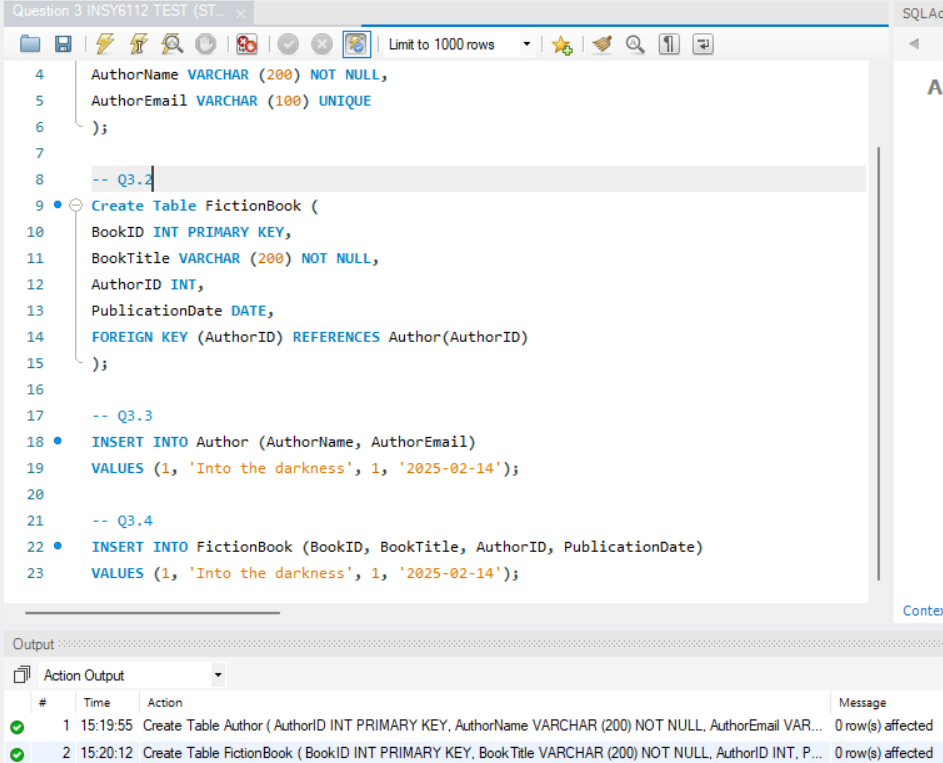 Question 3 INSY6112 TEST (ST...
SQLAd
Limit to 1000 rows
4 AuthorName VARCHAR (200) NOT NULL,
5 AuthorEmail VARCHAR (100) UNIQUE
6 );
7
8 -- Q3.2
9 Create Table FictionBook (
10 BookID INT PRIMARY KEY,
11 BookTitle VARCHAR (200) NOT NULL,
12 AuthorID INT,
13 PublicationDate DATE,
14 FOREIGN KEY (AuthorID) REFERENCES Author(AuthorID)
15 );
16
17 -- Q3.3
18 INSERT INTO Author (AuthorName, AuthorEmail)
19 VALUES (1, 'Into the darkness', 1, '2025-02-14');
20
21 -- Q3.4
22 INSERT INTO FictionBook (BookID, BookTitle, AuthorID, PublicationDate)
23 VALUES (1, 'Into the darkness', 1, '2025-02-14');
A
Contex
Output
Action Output
# Time Action Message
1 15:19:55 Create Table Author ( AuthorID INT PRIMARY KEY, AuthorName VARCHAR (200) NOT NULL, AuthorEmail VAR... 0 row(s) affected
2 15:20:12 Create Table FictionBook ( BookID INT PRIMARY KEY, BookTitle VARCHAR (200) NOT NULL, AuthorID INT, P... 0 row(s) affected